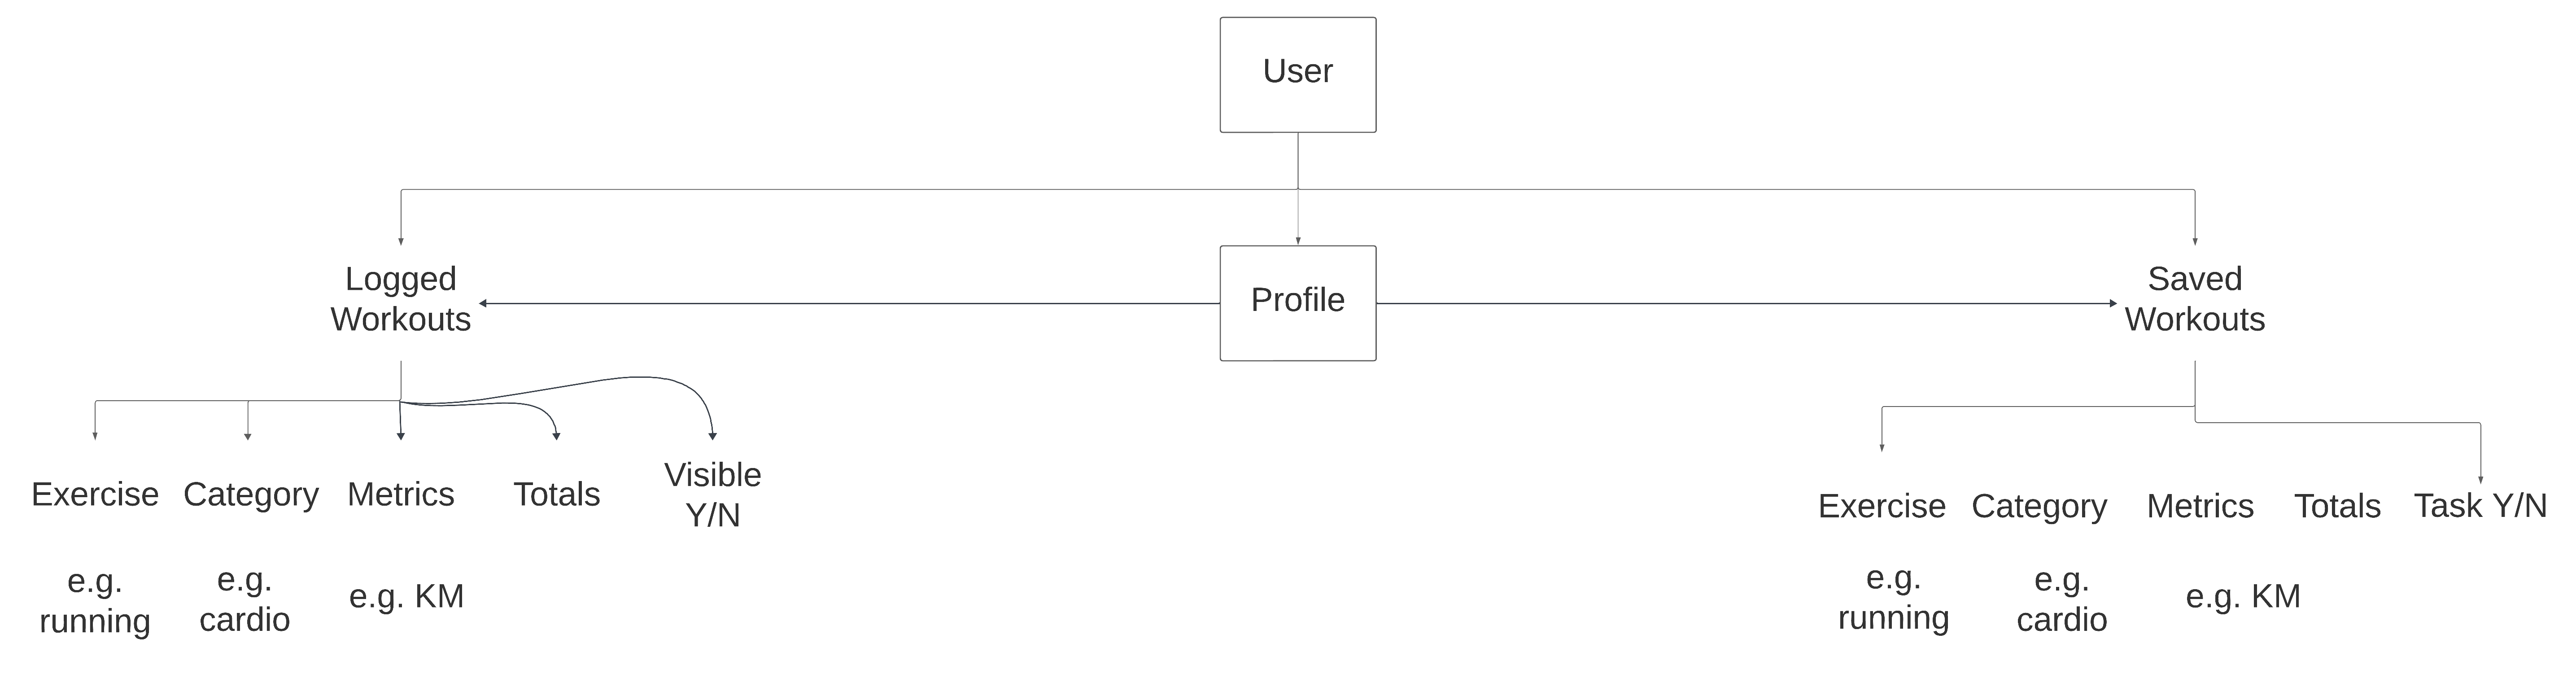 User
Logged
Workouts
Profile
Saved
Workouts
Exercise
Category
Metrics
Totals
Visible
Y/N
Exercise
Category
Metrics
Totals
Task Y/N
e.g.
running
e.g.
cardio
e.g. KM
e.g.
running
e.g.
cardio
e.g. KM